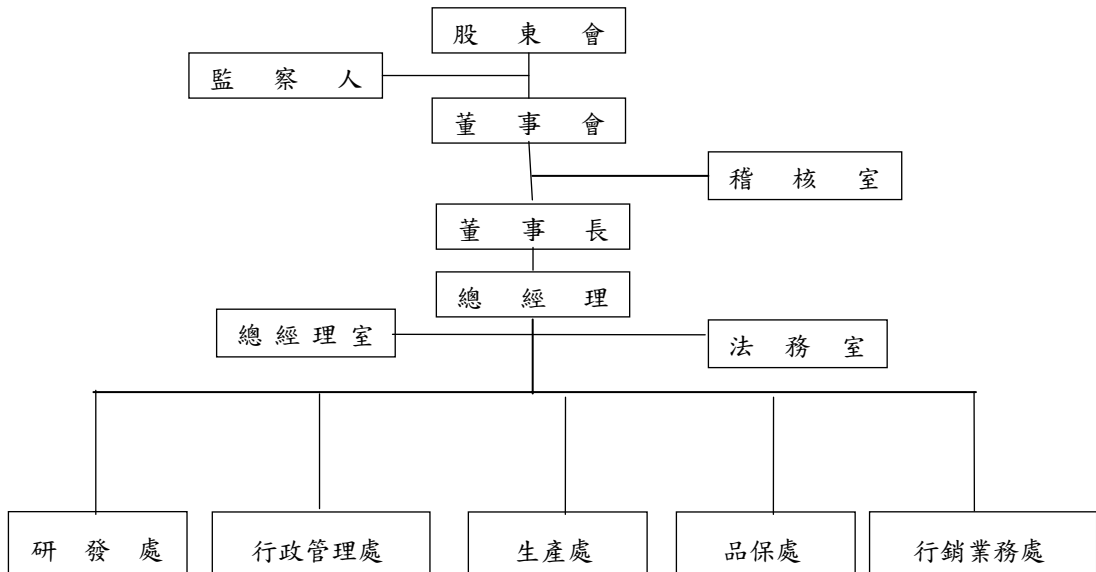 股東會
監察人
董事會
稽核室
董事長
總經理
總經理室
法務室
研發處 行政管理處 生產處 品保處 行銷業務處